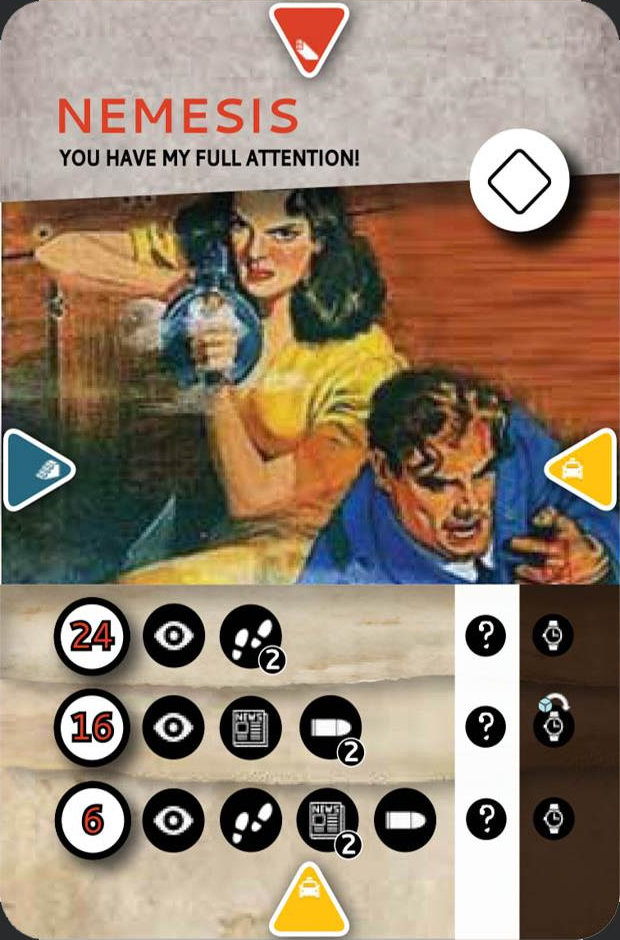 NEMESIS
YOU HAVE MY FULL ATTENTION!
24 2 ?
16 NEWS 2 ?
6 NEWS 2 ?